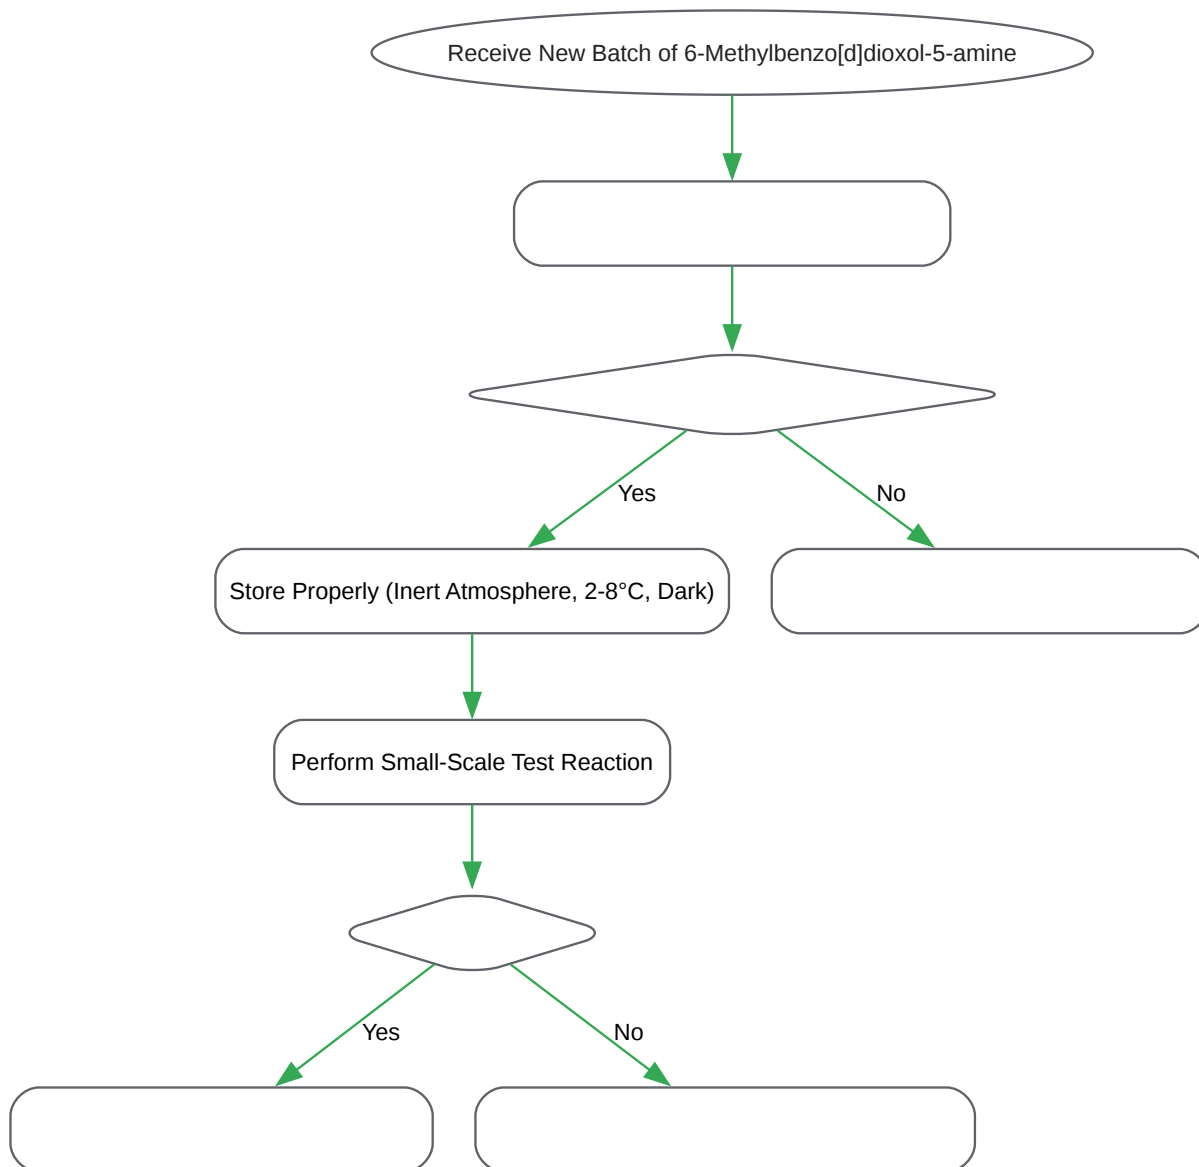 Receive New Batch of 6-Methylbenzo[d]dioxol-5-amine
Yes
No
Store Properly (Inert Atmosphere, 2-8°C, Dark)
Perform Small-Scale Test Reaction
Yes
No